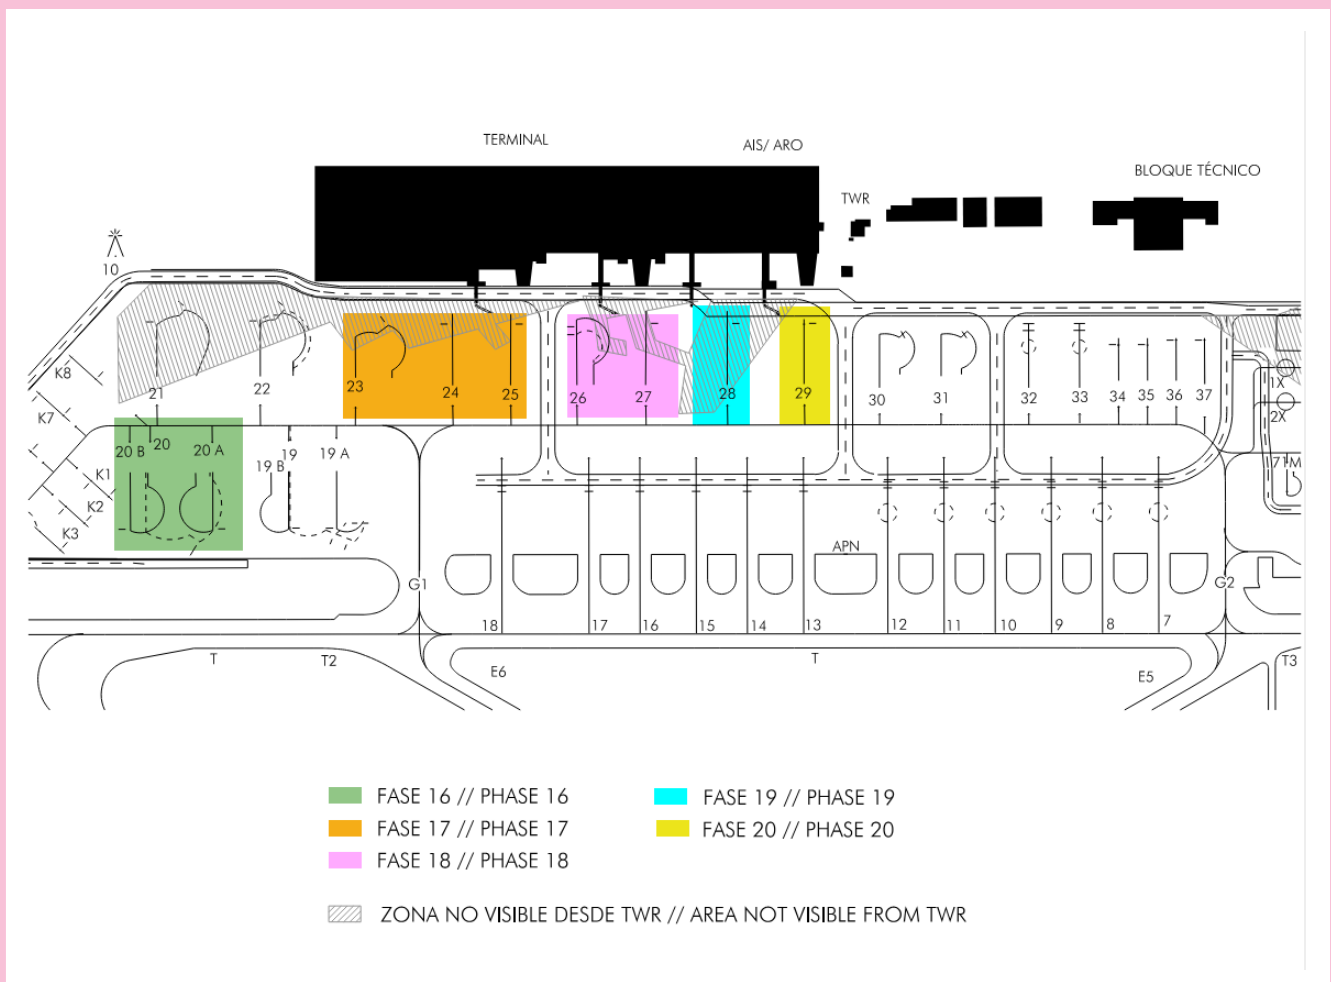 TERMINAL
AIS/ ARO
BLOQUE TÉCNICO
TWR
10
K8
21
22
23
24
25
26
27
28
29
30
31
32
33
34
35
36
37
1X
2X
K7
20 B
20
20 A
19 B
19
19 A
K1
K2
K3
71M
APN
G1
G2
18
17
16
15
14
13
12
11
10
9
8
7
T
T2
E6
T
E5
T3
FASE 16 // PHASE 16
FASE 19 // PHASE 19
FASE 17 // PHASE 17
FASE 20 // PHASE 20
FASE 18 // PHASE 18
ZONA NO VISIBLE DESDE TWR // AREA NOT VISIBLE FROM TWR